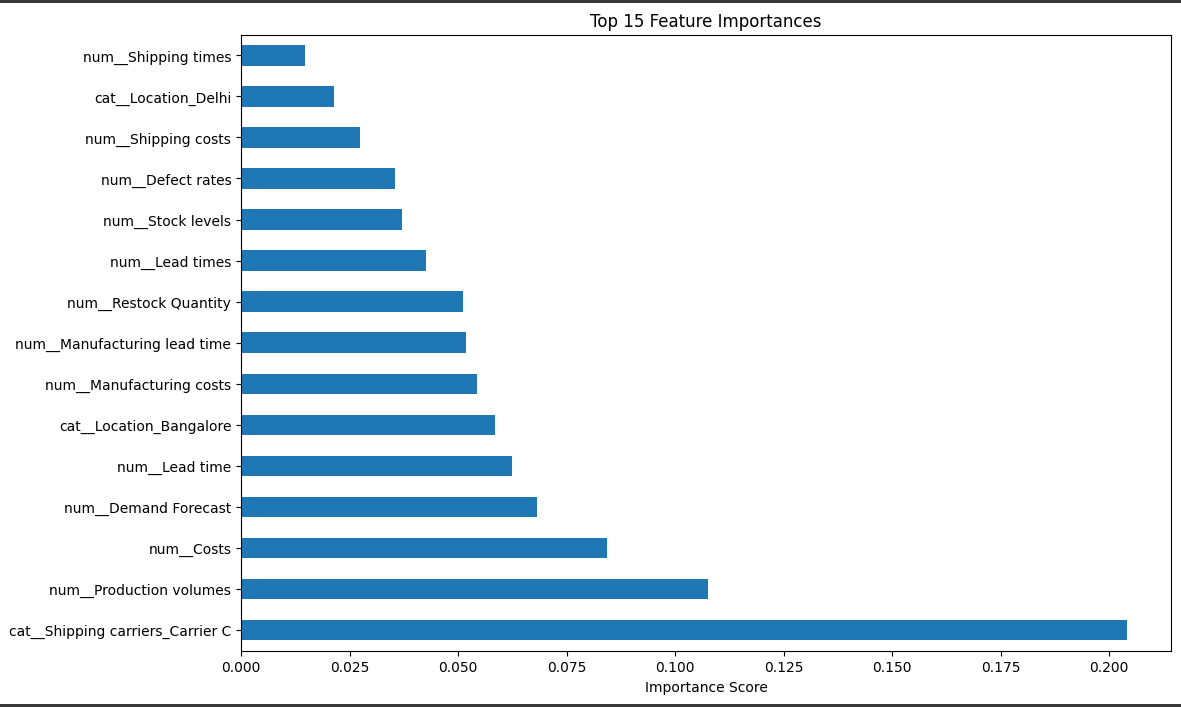 Top 15 Feature Importances
num__Shipping times
cat__Location_Delhi
num__Shipping costs
num__Defect rates
num__Stock levels
num__Lead times
num__Restock Quantity
num__Manufacturing lead time
num__Manufacturing costs
cat__Location_Bangalore
num__Lead time
num__Demand Forecast
num__Costs
num__Production volumes
cat__Shipping carriers_Carrier C
0.000 0.025 0.050 0.075 0.100 0.125 0.150 0.175 0.200
Importance Score